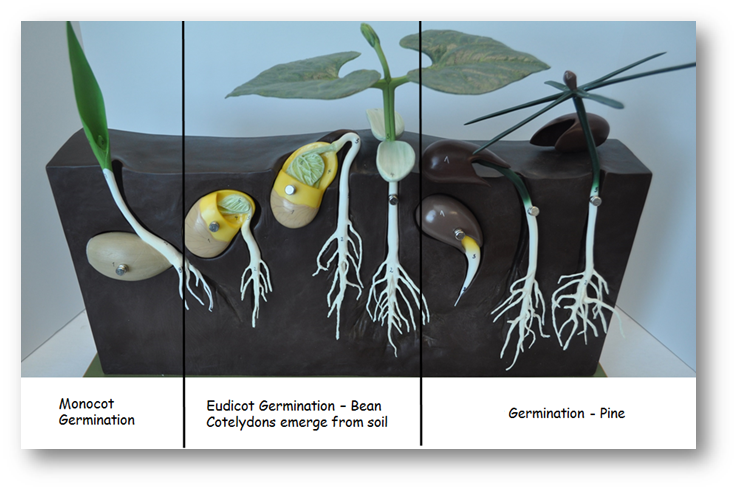 Monocot
Germination
Eudicot Germination – Bean
Cotelydons emerge from soil
Germination - Pine